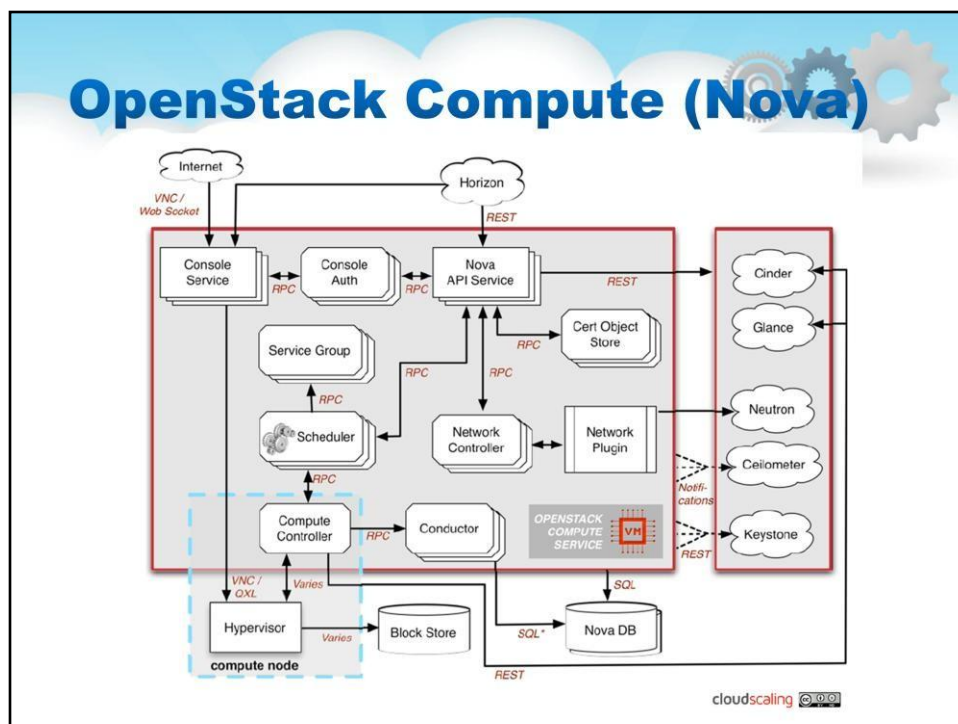 OpenStack Compute (Nova)
Internet
Horizon
VNC /
Web Socket
REST
Console
Service
RPC
Console
Auth
RPC
Nova
API Service
REST
Cinder
Glance
Service Group
RPC
RPC
RPC
RPC
Cert Object
Store
Scheduler
Network
Controller
Network
Plugin
Neutron
RPC
Notifi-
cations
Ceilometer
Compute
Controller
RPC
Conductor
OPENSTACK
COMPUTE
SERVICE
VM
REST
Keystone
VNC /
QXL
Varies
SQL
Hypervisor
Varies
Block Store
SQL*
Nova DB
compute node
REST
cloudscaling